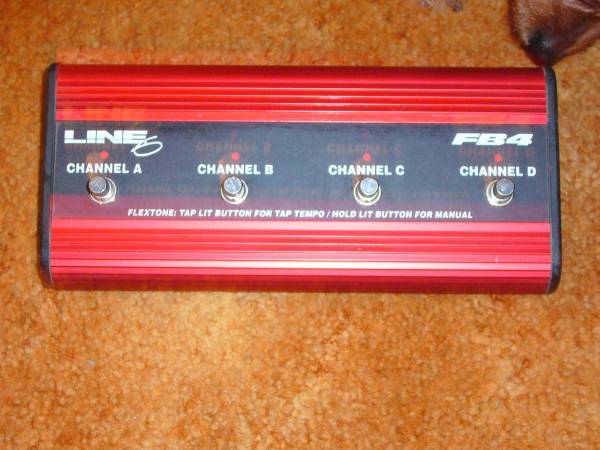 LINE 6 FB4
CHANNEL A CHANNEL B CHANNEL C CHANNEL D
FLEXTONE: TAP LIT BUTTON FOR TAP TEMPO / HOLD LIT BUTTON FOR MANUAL